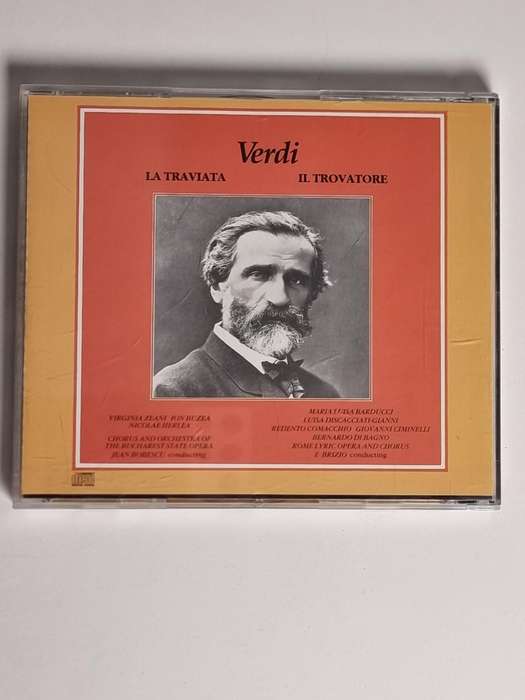 Verdi
LA TRAVIATA
IL TROVATORE
VIRGINIA ZEANI ION BUZEA
NICOLAE HERLEA
CHORUS AND ORCHESTRA OF
THE BUCHAREST STATE OPERA
JEAN BOBESCU conducting
MARIA LUISA BARDUCCI
LUISA DISCACCIATI GIANNI
REDENTO COMACCHIO GIOVANNI CIMINELLI
BERNARDO DI BAGNO
ROME LYRIC OPERA AND CHORUS
F. BRIZIO conducting